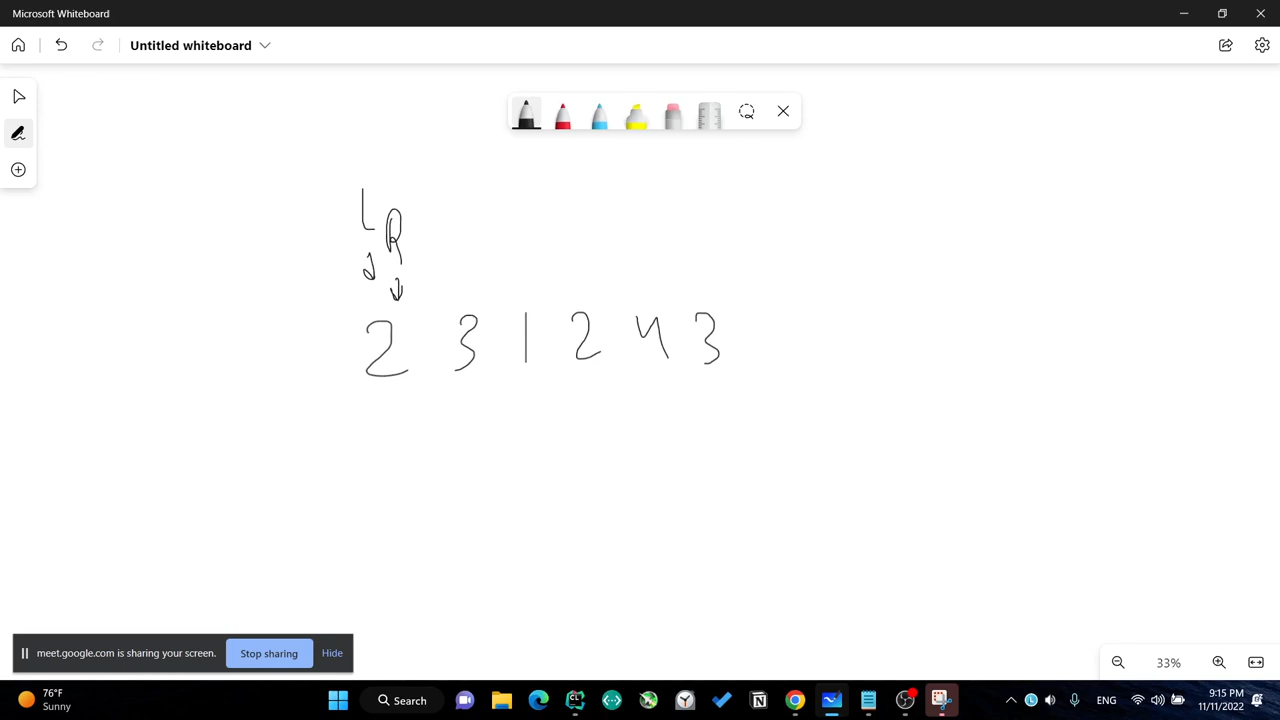 Microsoft Whiteboard
Untitled whiteboard
L R
2 3 1 2 4 3
meet.google.com is sharing your screen. Stop sharing Hide
33%
76°F
Sunny
Search
ENG
9:15 PM
11/11/2022